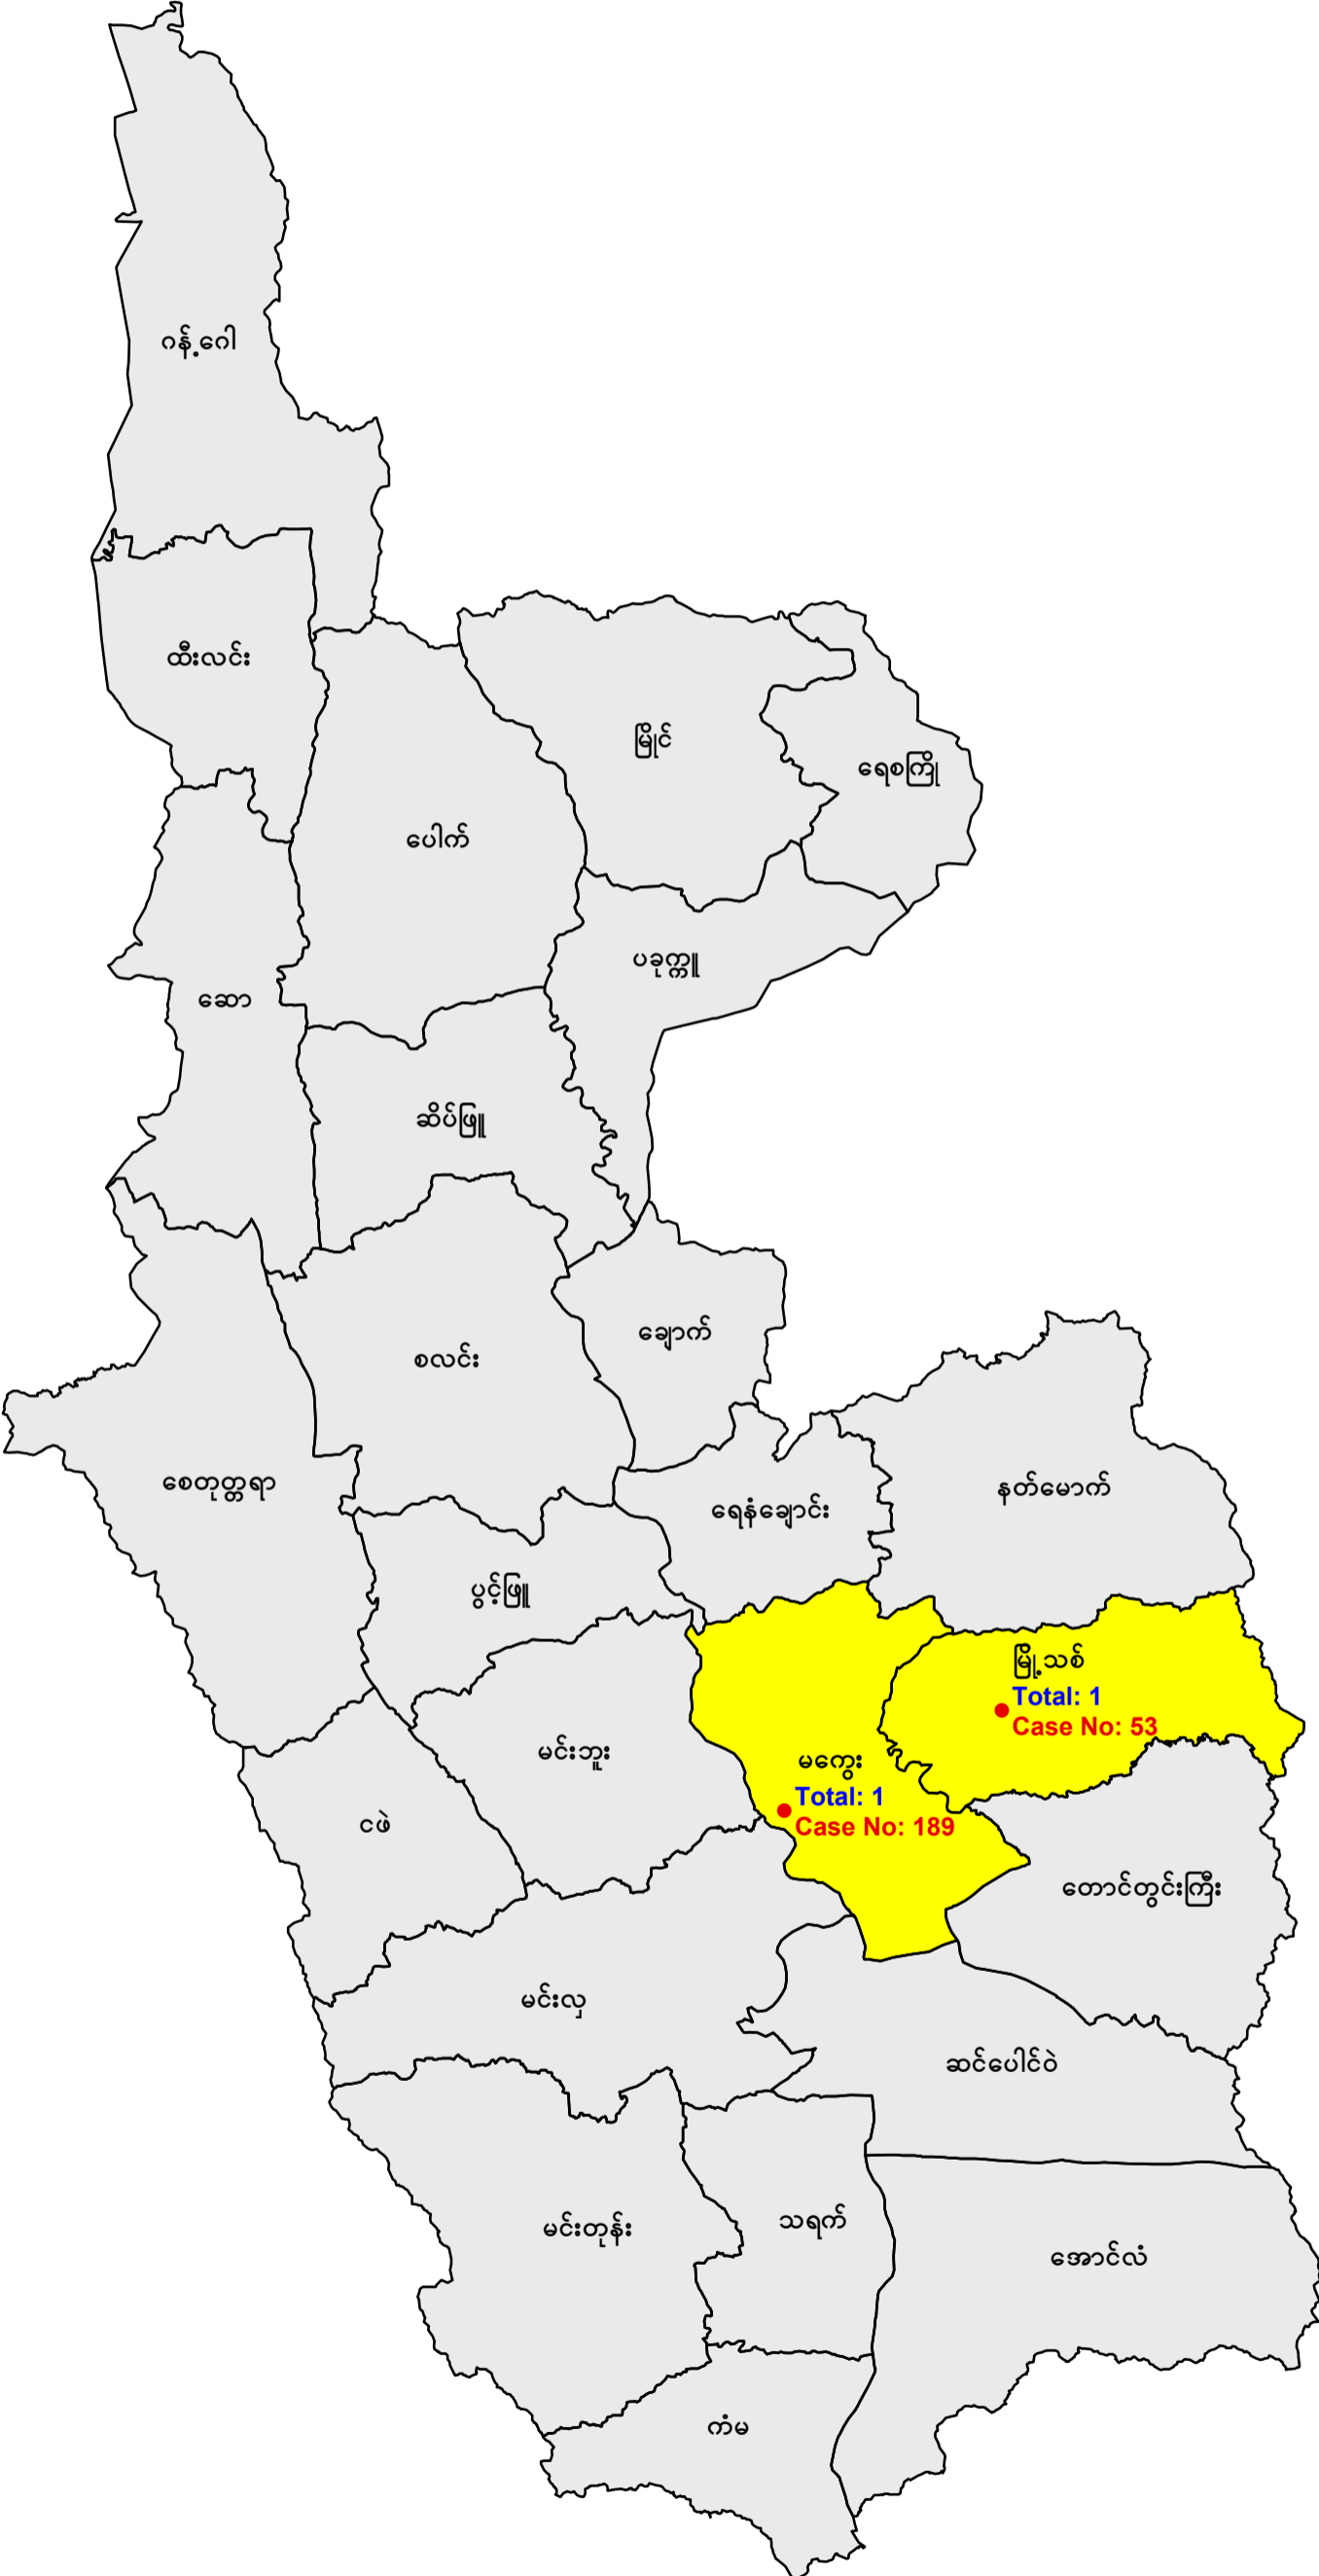 ဂန့်ဂေါ
ထီးလင်း
မြိုင်
ရေစကြို
ပေါက်
ပခုက္ကူ
ဆော
ဆိပ်ဖြူ
ချောက်
စလင်း
စေတုတ္တရာ
နတ်မောက်
ရေနံချောင်း
ပွင့်ဖြူ
မြို့သစ်
Total: 1
Case No: 53
မင်းဘူး
မကွေး
Total: 1
Case No: 189
ငဖဲ
တောင်တွင်းကြီး
မင်းလှ
ဆင်ပေါင်ဝဲ
သရက်
မင်းတုန်း
အောင်လံ
ကံမ